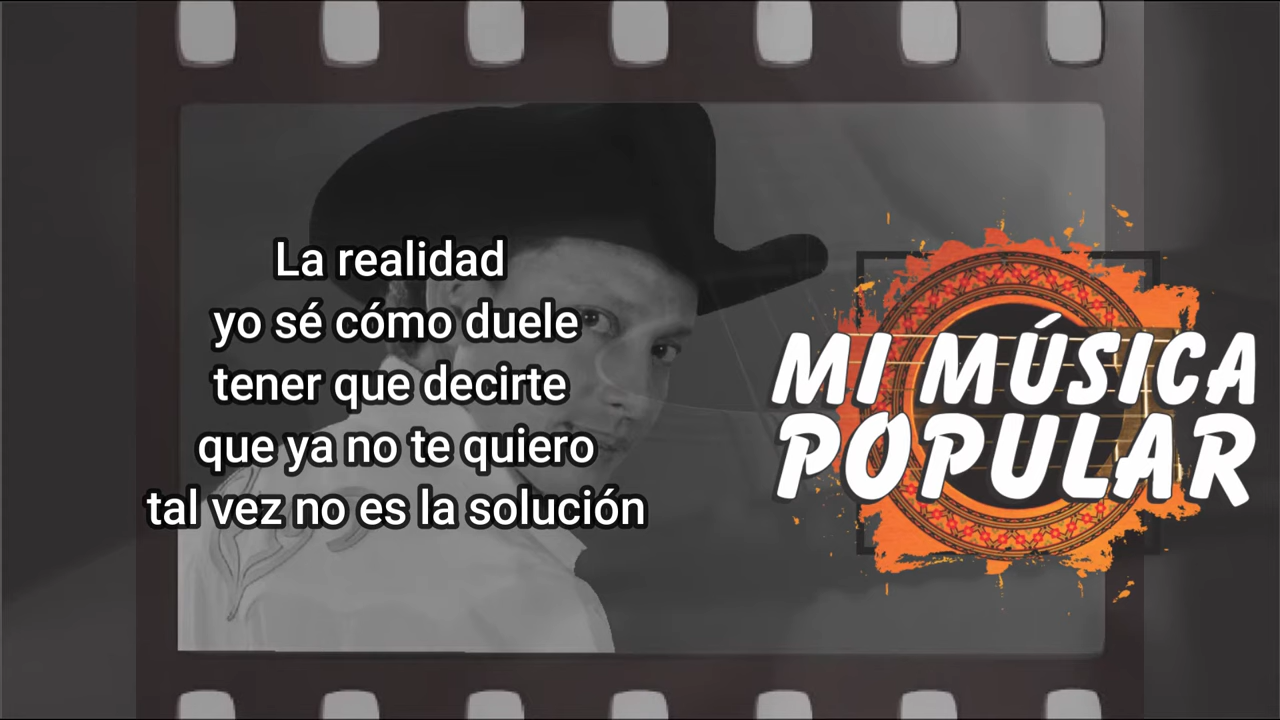 La realidad
yo sé cómo duele
tener que decirte
que ya no te quiero
tal vez no es la solución
MI MÚSICA
POPULAR